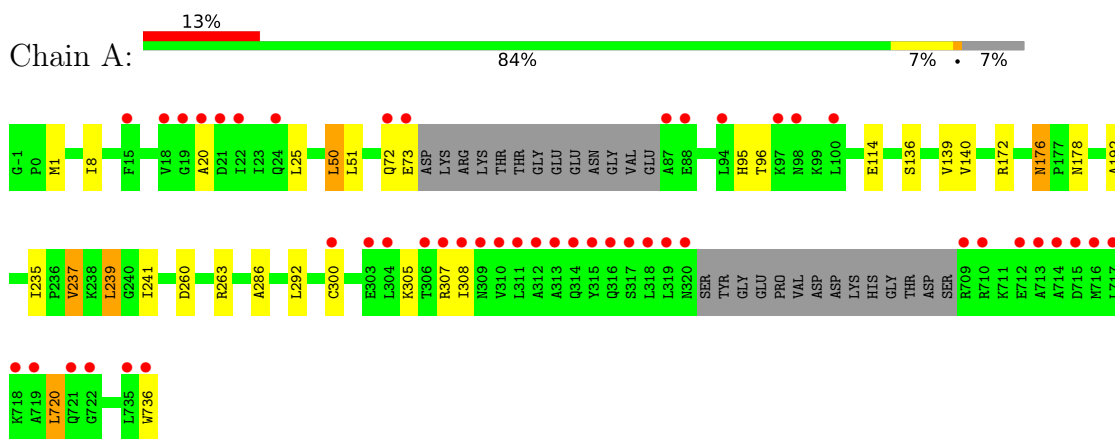 13%
Chain A:
84% 7% • 7%
G-1 P0 M1 I8 F15 V18 G19 A20 D21 I22 I23 Q24 L25 L50 L51 Q72 E73 ASP LYS ARG LYS THR THR GLY GLU GLU ASN GLY VAL GLU A87 E88 L94 H95 T96 K97 N98 K99 L100 E114 S136 V139 V140 R172 N176 P177 N178
I235 P236 V237 K238 L239 G240 I241 D260 R263 A286 L292 C300 E303 L304 K305 T306 R307 I308 N309 V310 L311 A312 A313 Q314 Y315 Q316 S317 L318 L319 N320 SER TYR GLY GLU PRO VAL ASP ASP LYS HIS GLY THR ASP SER R709 R710 K711 E712 A713 A714 D715 M716 L717
K718 A719 L720 Q721 G722 L735 W736